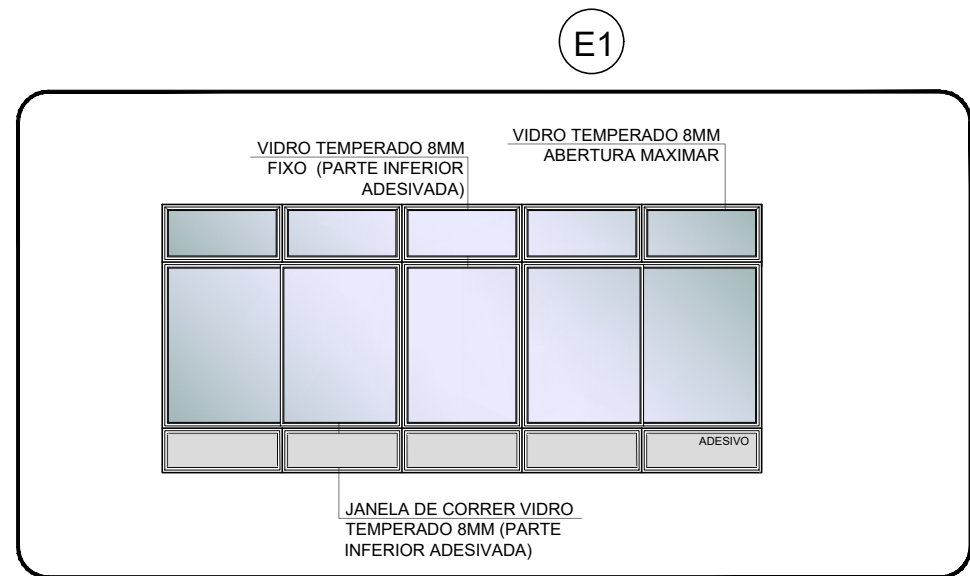 E1
VIDRO TEMPERADO 8MM
FIXO (PARTE INFERIOR
ADESIVADA)
VIDRO TEMPERADO 8MM
ABERTURA MAXIMAR
ADESIVO
JANELA DE CORRER VIDRO
TEMPERADO 8MM (PARTE
INFERIOR ADESIVADA)